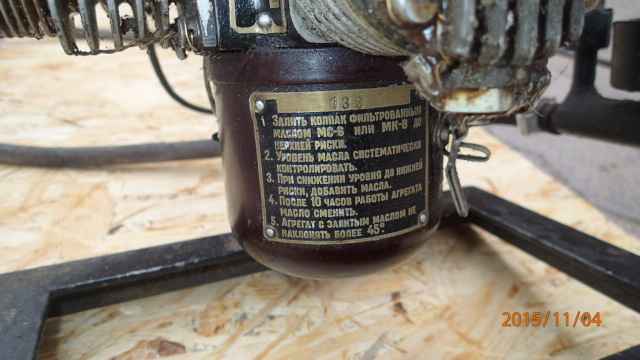 188
1. ЗАЛИТЬ КОЛПАК ФИЛЬТРОВАННЫМ
МАСЛОМ МС-6 ИЛИ МК-8 ДО
ВЕРХНЕЙ РИСКИ.
2. УРОВЕНЬ МАСЛА СИСТЕМАТИЧЕСКИ
КОНТРОЛИРОВАТЬ.
3. ПРИ СНИЖЕНИИ УРОВНЯ ДО НИЖНЕЙ
РИСКИ, ДОБАВИТЬ МАСЛА.
4. ПОСЛЕ 10 ЧАСОВ РАБОТЫ АГРЕГАТА
МАСЛО СМЕНИТЬ.
5. АГРЕГАТ С ЗАЛИТЫМ МАСЛОМ НЕ
НАКЛОНЯТЬ БОЛЕЕ 45°.
2015/11/04